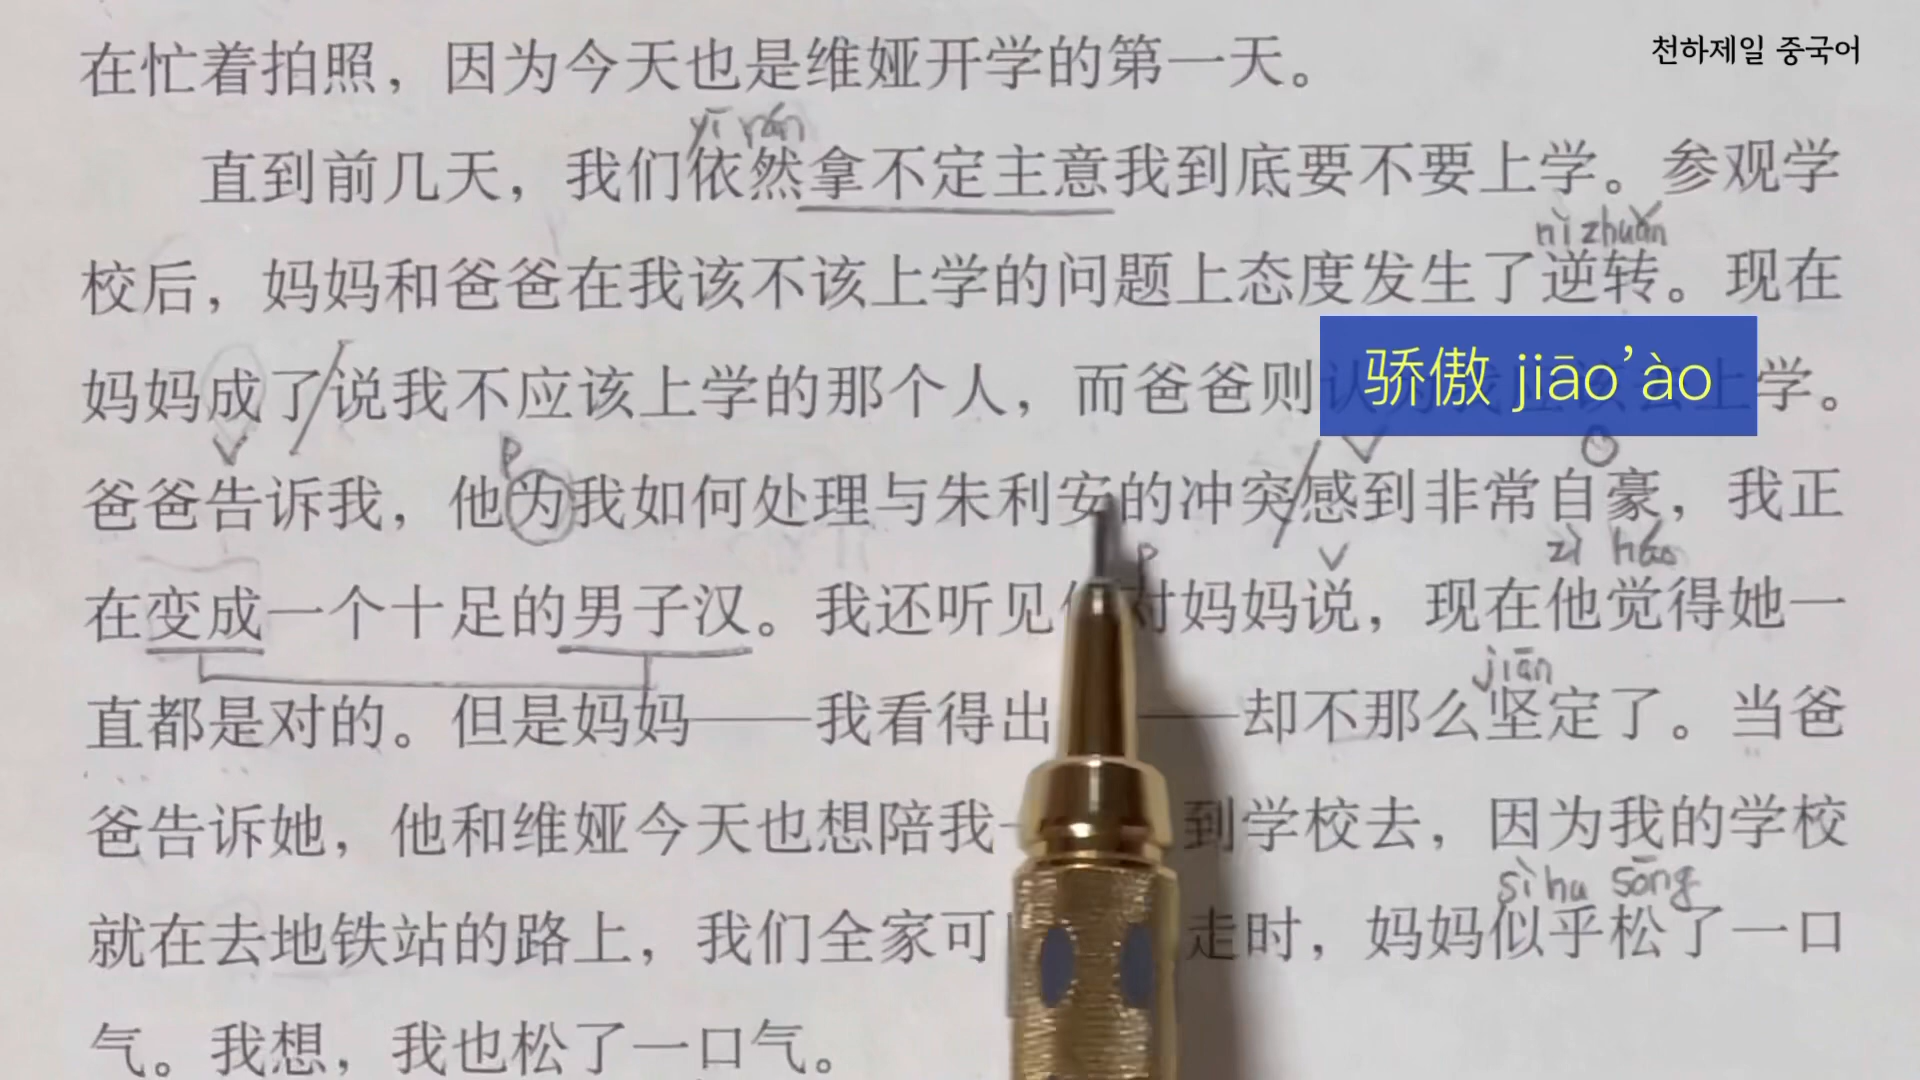 천하제일 중국어
在忙着拍照，因为今天也是维娅开学的第一天。
yī rán
直到前几天，我们依然拿不定主意我到底要不要上学。参观学
nì zhuǎn
校后，妈妈和爸爸在我该不该上学的问题上态度发生了逆转。现在
妈妈成了说我不应该上学的那个人，而爸爸则
学。
骄傲 jiāo’ào
p
爸爸告诉我，他为我如何处理与朱利安的冲突感到非常自豪，我正
p
zì háo
在变成一个十足的男子汉。我还听见 对妈妈说，现在他觉得她一
jiān
直都是对的。但是妈妈——我看得出 ——却不那么坚定了。当爸
爸告诉她，他和维娅今天也想陪我一 到学校去，因为我的学校
sì hu sōng
就在去地铁站的路上，我们全家可 走时，妈妈似乎松了一口
气。我想，我也松了一口气。